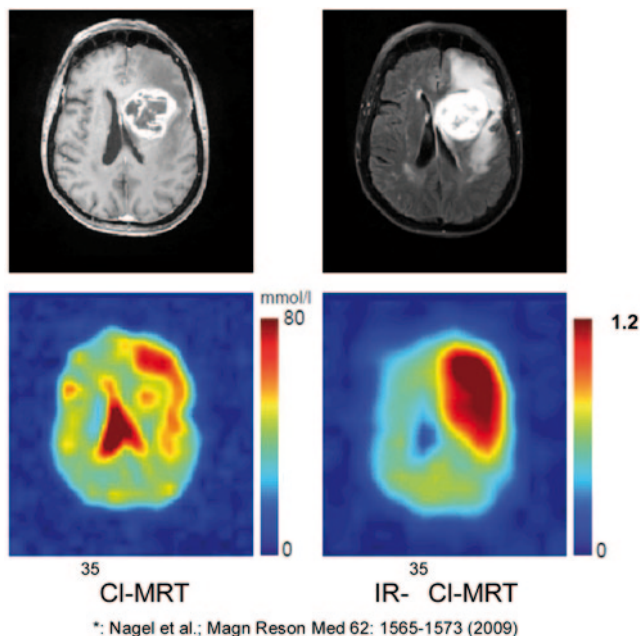 mmol/l
80
1.2
0
0
35
35
Cl-MRT
IR- Cl-MRT
*: Nagel et al.; Magn Reson Med 62: 1565-1573 (2009)